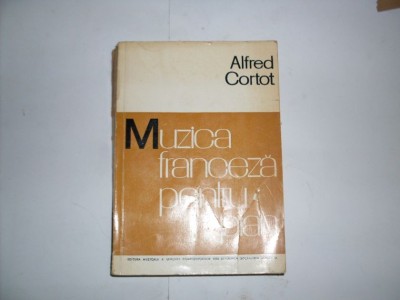 Alfred
Cortot
Muzica
franceză
pentru
pian